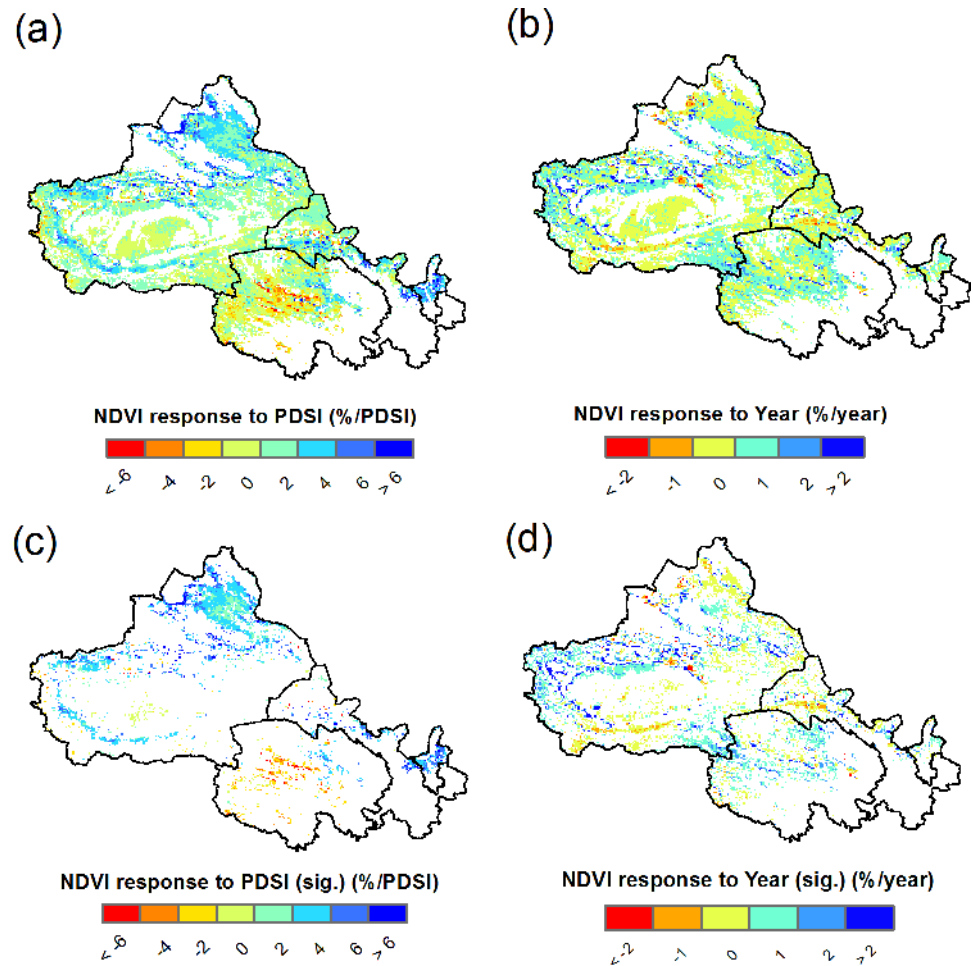 (a)
(b)
NDVI response to PDSI (%/PDSI)
< -6 -4 -2 0 2 4 6 > 6
NDVI response to Year (%/year)
< -2 -1 0 1 2 > 2
(c)
(d)
NDVI response to PDSI (sig.) (%/PDSI)
< -6 -4 -2 0 2 4 6 > 6
NDVI response to Year (sig.) (%/year)
< -2 -1 0 1 2 > 2